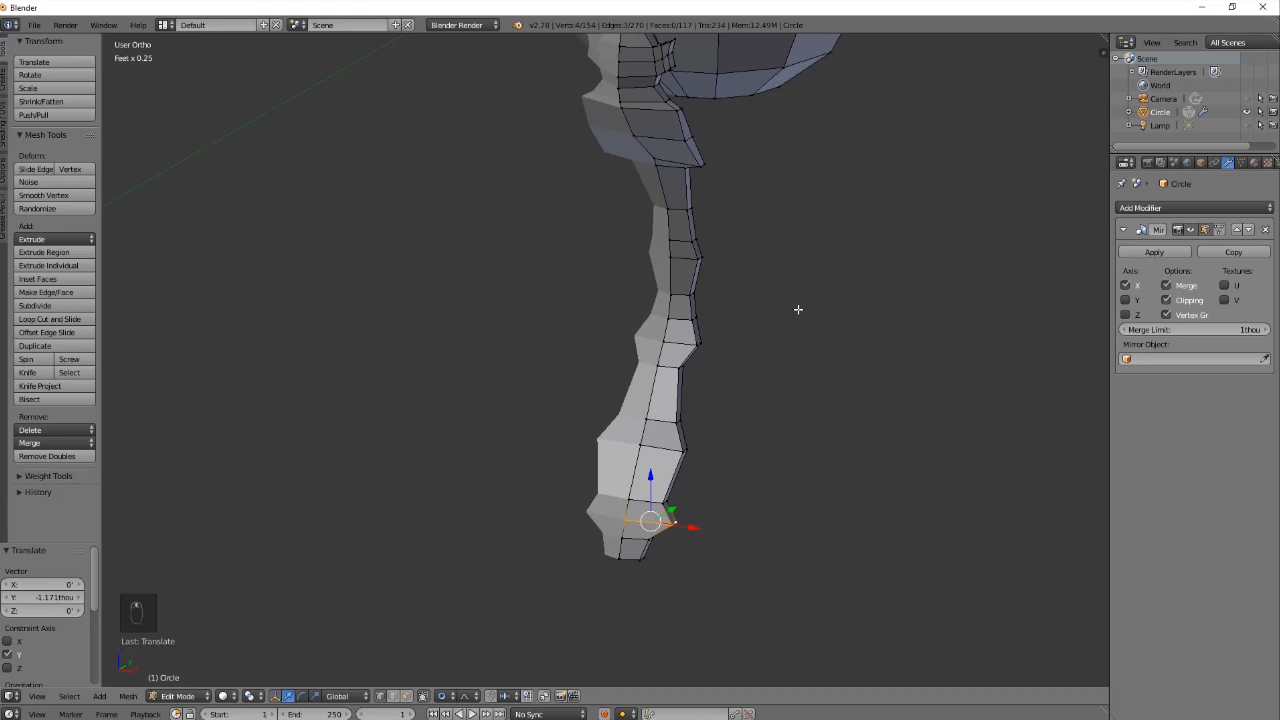 Blender
File Render Window Help Default Scene Blender Render v2.78 | Verts:4/154 | Edges:3/270 | Faces:0/117 | Tris:234 | Mem:12.49M | Circle
Transform
Translate
Rotate
Scale
Shrink/Fatten
Push/Pull
Mesh Tools
Deform:
Slide Edge Vertex
Noise
Smooth Vertex
Randomize
Add:
Extrude
Extrude Region
Extrude Individual
Inset Faces
Make Edge/Face
Subdivide
Loop Cut and Slide
Offset Edge Slide
Duplicate
Spin Screw
Knife Select
Knife Project
Bisect
Remove:
Delete
Merge
Remove Doubles
Weight Tools
History
Tools
Create
Options
Grease Pencil
Translate
Vector
X: 0'
Y: -1.171thou
Z: 0'
Constraint Axis
X
Y
Z
User Ortho
Feet x 0.25
Last: Translate
(1) Circle
View Select Add Mesh Edit Mode Global
View Marker Frame Playback Start: 1 End: 250 1 No Sync
View Search All Scenes
Scene
RenderLayers
World
Camera
Circle
Lamp
Circle
Add Modifier
Mir
Apply Copy
Axis: Options: Textures:
X Merge U
Y Clipping V
Z Vertex Gr
Merge Limit: 1thou
Mirror Object: